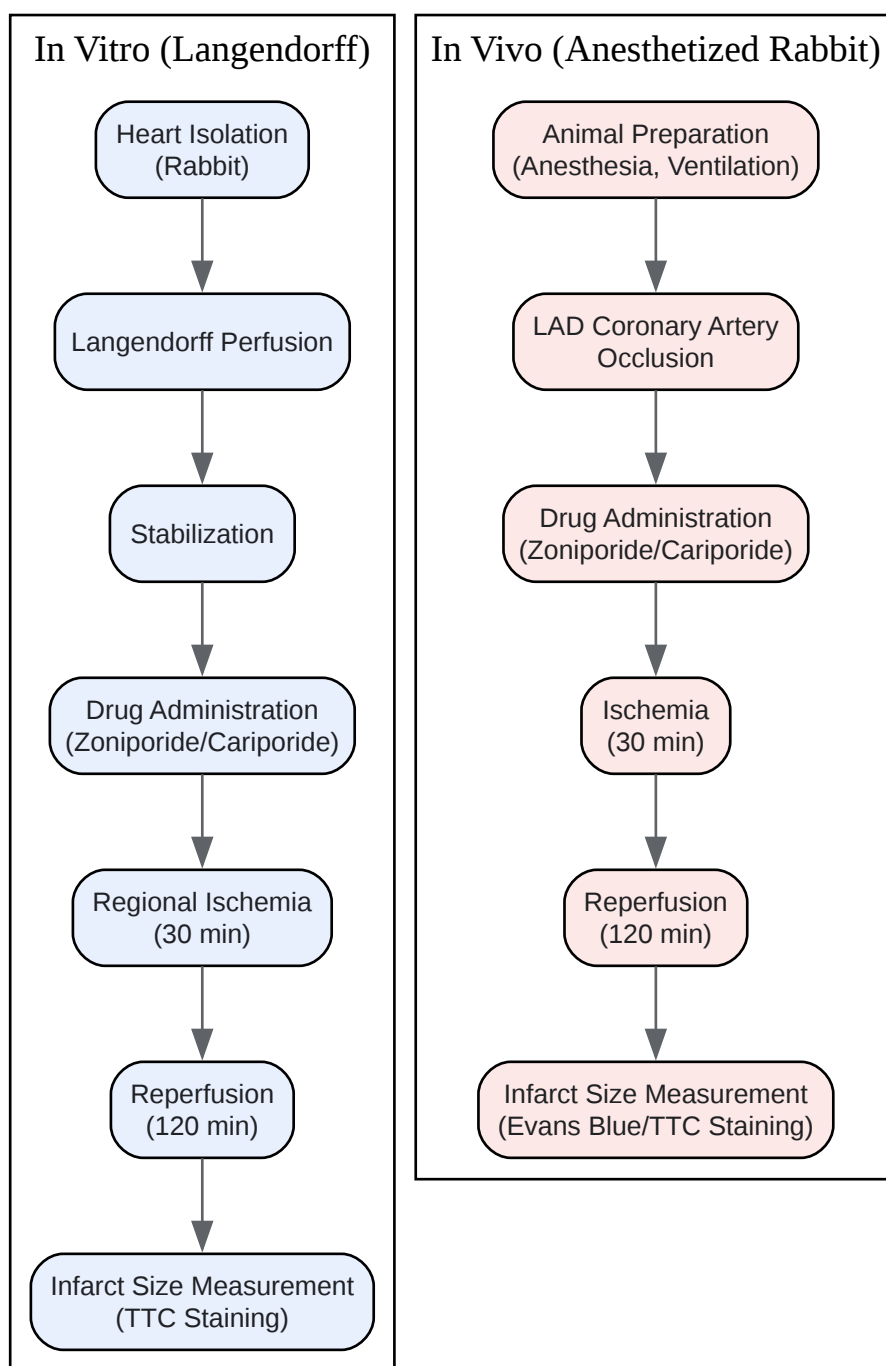 In Vitro (Langendorff)
Heart Isolation
(Rabbit)
Langendorff Perfusion
Stabilization
Drug Administration
(Zoniporide/Cariporide)
Regional Ischemia
(30 min)
Reperfusion
(120 min)
Infarct Size Measurement
(TTC Staining)
In Vivo (Anesthetized Rabbit)
Animal Preparation
(Anesthesia, Ventilation)
LAD Coronary Artery
Occlusion
Drug Administration
(Zoniporide/Cariporide)
Ischemia
(30 min)
Reperfusion
(120 min)
Infarct Size Measurement
(Evans Blue/TTC Staining)